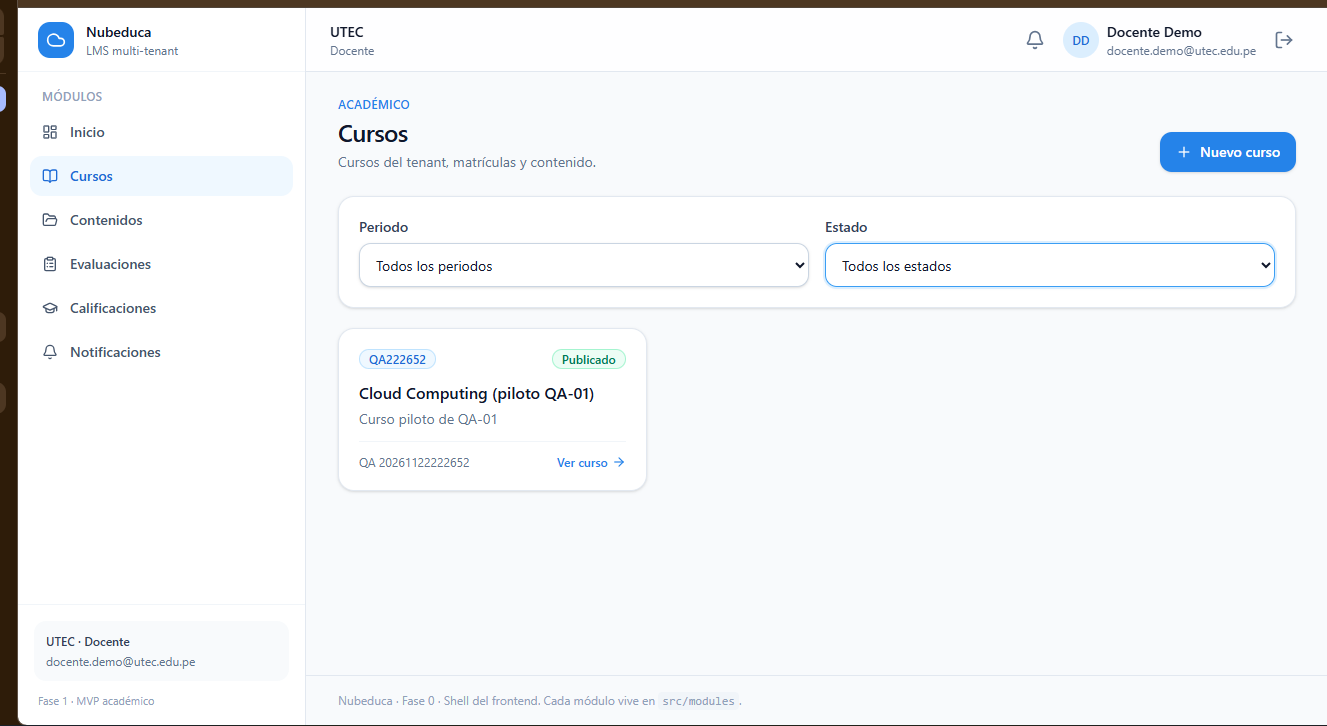 Nubeduca
LMS multi-tenant
UTEC
Docente
DD
Docente Demo
docente.demo@utec.edu.pe
MÓDULOS
Inicio
Cursos
Contenidos
Evaluaciones
Calificaciones
Notificaciones
UTEC · Docente
docente.demo@utec.edu.pe
Fase 1 · MVP académico
ACADÉMICO
Cursos
Cursos del tenant, matrículas y contenido.
+ Nuevo curso
Periodo
Todos los periodos
Estado
Todos los estados
QA222652
Publicado
Cloud Computing (piloto QA-01)
Curso piloto de QA-01
QA 20261122222652
Ver curso →
Nubeduca · Fase 0 · Shell del frontend. Cada módulo vive en src/modules .